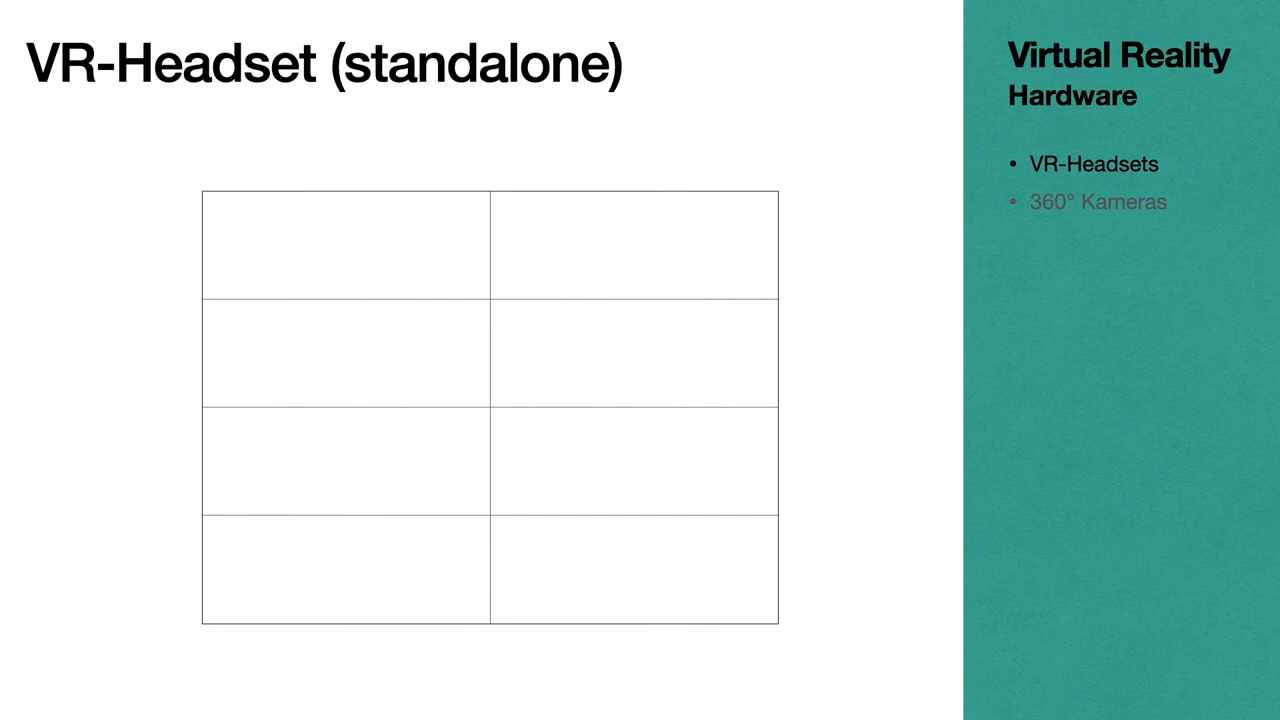 VR-Headset (standalone)
Virtual Reality
Hardware
• VR-Headsets
• 360° Kameras